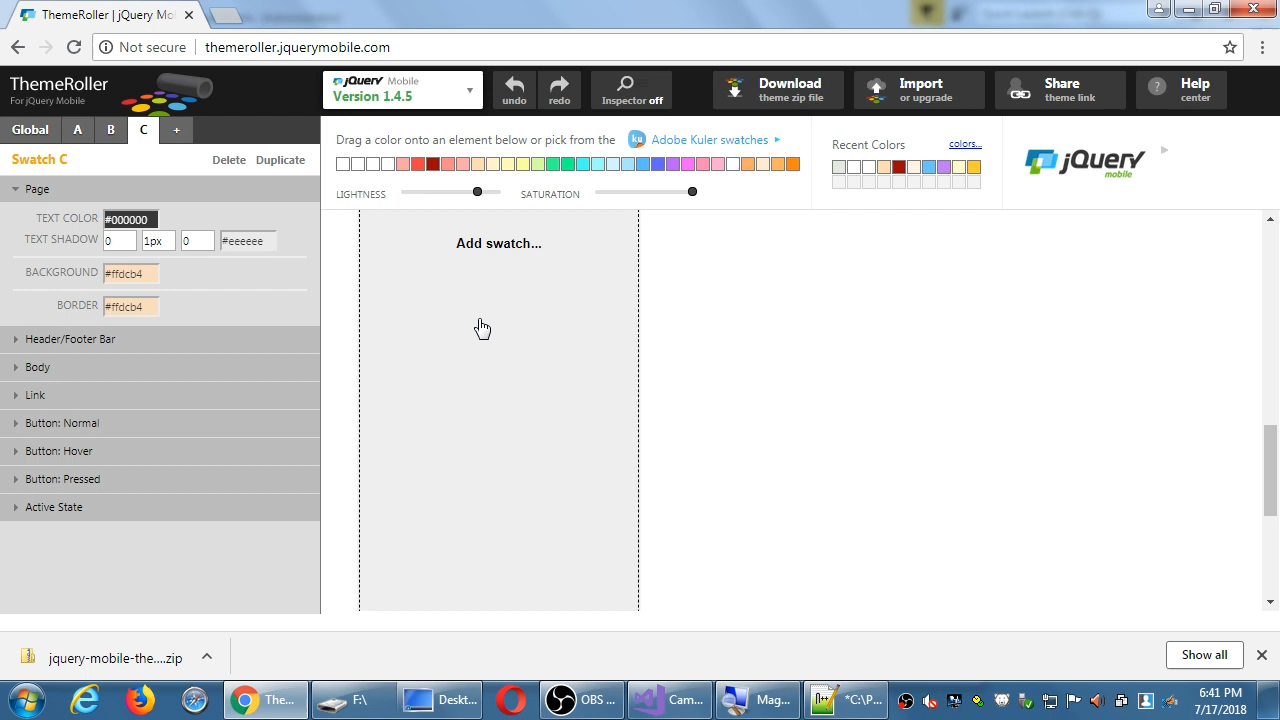 ThemeRoller | jQuery Mo
Not secure
themeroller.jquerymobile.com
ThemeRoller
For jQuery Mobile
jQuery Mobile
Version 1.4.5
undo
redo
Inspector off
Download
theme zip file
Import
or upgrade
Share
theme link
Help
center
Global
A
B
C
+
Drag a color onto an element below or pick from the
ku
Adobe Kuler swatches
LIGHTNESS
SATURATION
Recent Colors
colors...
jQuery
mobile
Swatch C
Delete
Duplicate
Page
TEXT COLOR
#000000
TEXT SHADOW
0
1px
0
#eeeeee
BACKGROUND
#ffdcb4
BORDER
#ffdcb4
Header/Footer Bar
Body
Link
Button: Normal
Button: Hover
Button: Pressed
Active State
Add swatch...
jquery-mobile-the....zip
Show all
The...
F:\
Deskt...
OBS ...
Cam...
Mag...
*C:\P...
6:41 PM
7/17/2018